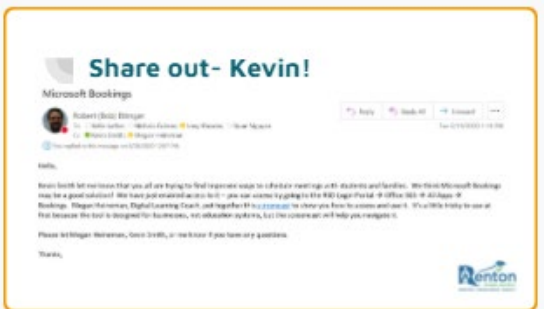 Share out- Kevin!
Microsoft Bookings
Robert (Bob) Ettinger
Reply Reply All Forward
Hello,
Kevin Smith let me know that you all are trying to find improved ways to schedule meetings with students and families. We think Microsoft Bookings
may be a good solution! We have just enabled access to it – you can access by going to the RSD Legal Portal → Office 365 → All Apps →
Bookings. Megan Heineman, Digital Learning Coach, put together this screencast to show you how to access and use it. It's a little tricky to use at
first because the tool is designed for businesses, not education systems, but the screencast will help you navigate it.
Please let Megan Heineman, Kevin Smith, or me know if you have any questions.
Thanks,
Renton